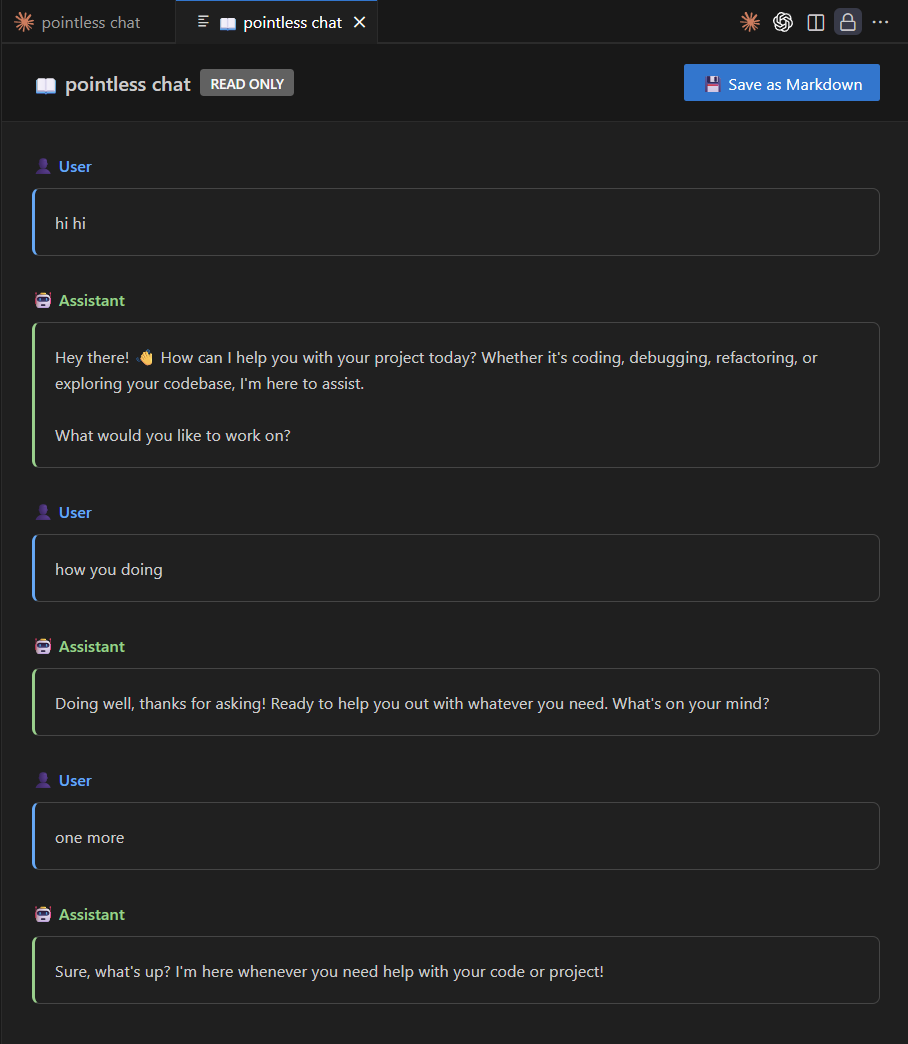 pointless chat
pointless chat
pointless chat READ ONLY
Save as Markdown
User
hi hi
Assistant
Hey there! 👋 How can I help you with your project today? Whether it's coding, debugging, refactoring, or
exploring your codebase, I'm here to assist.
What would you like to work on?
User
how you doing
Assistant
Doing well, thanks for asking! Ready to help you out with whatever you need. What's on your mind?
User
one more
Assistant
Sure, what's up? I'm here whenever you need help with your code or project!